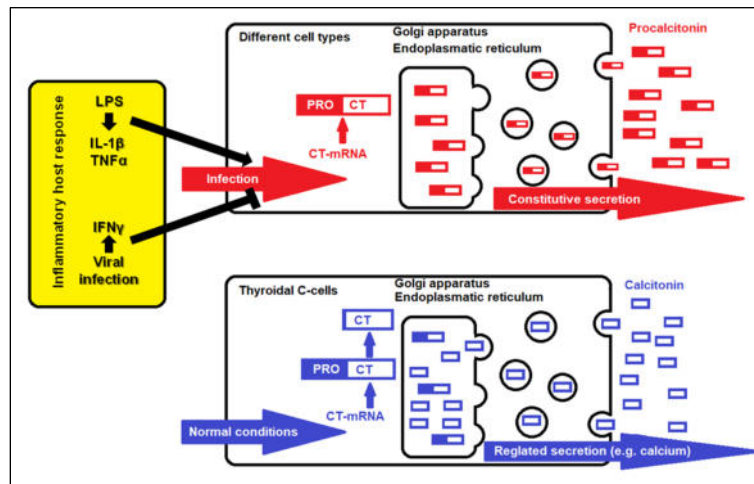 Inflammatory host response
LPS
IL-1β
TNFα
IFNγ
Viral
infection
Different cell types
Golgi apparatus
Endoplasmatic reticulum
Procalcitonin
PRO CT
CT-mRNA
Infection
Constitutive secretion
Thyroidal C-cells
Golgi apparatus
Endoplasmatic reticulum
Calcitonin
CT
PRO CT
CT-mRNA
Normal conditions
Reglated secretion (e.g. calcium)